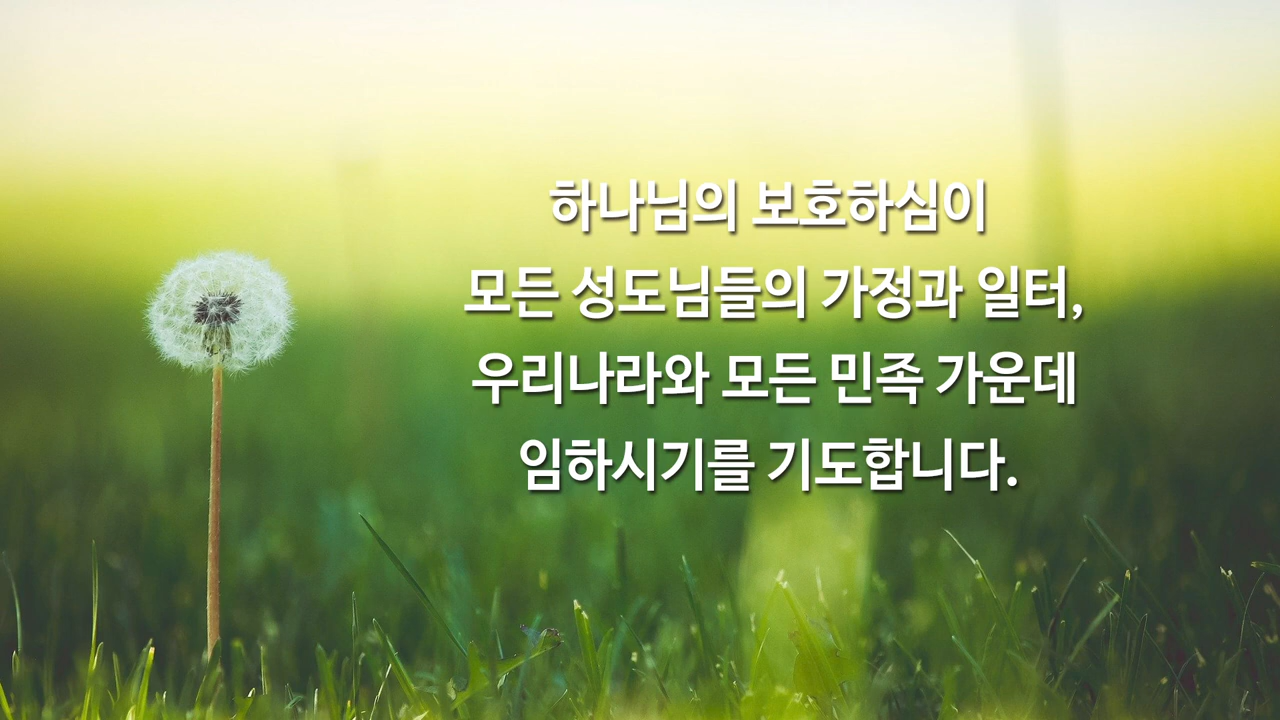 하나님의 보호하심이
모든 성도님들의 가정과 일터,
우리나라와 모든 민족 가운데
임하시기를 기도합니다.